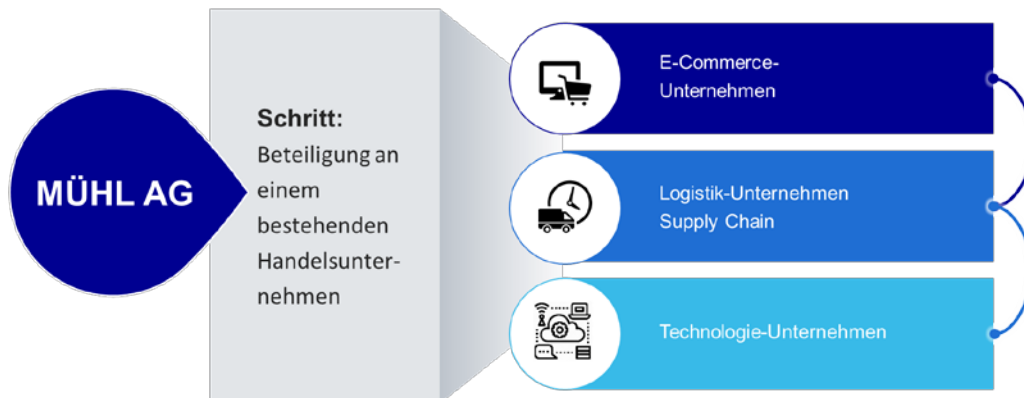 MÜHL AG
Schritt:
Beteiligung an
einem
bestehenden
Handelsunter-
nehmen
E-Commerce-
Unternehmen
Logistik-Unternehmen
Supply Chain
Technologie-Unternehmen